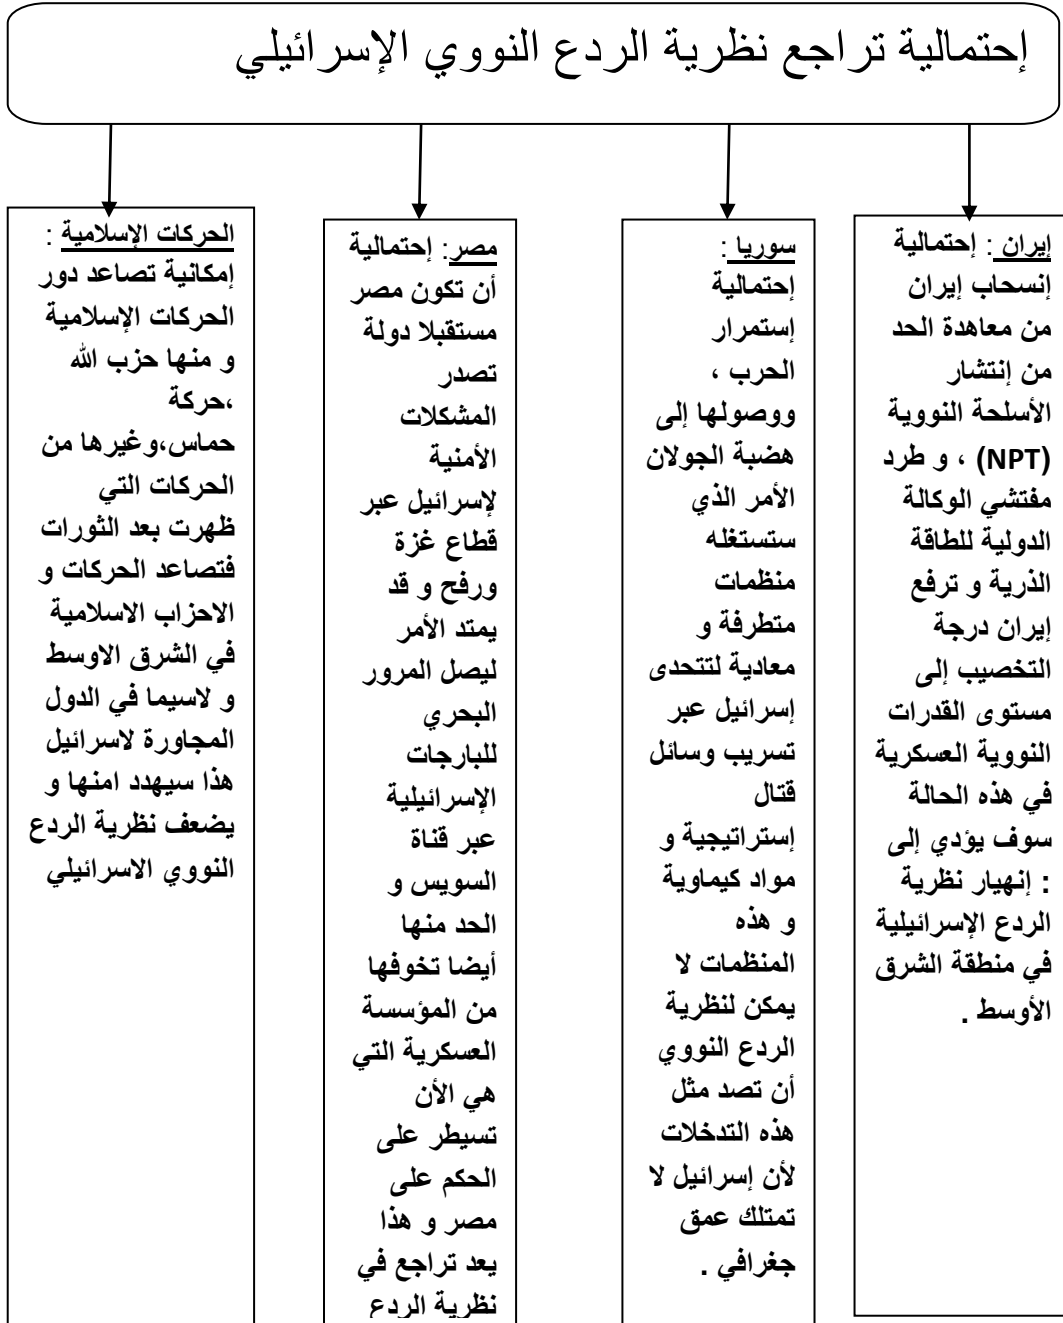 إحتمالية تراجع نظرية الردع النووي الإسرائيلي
إيران : إحتمالية
إنسحاب إيران
من معاهدة الحد
من إنتشار
الأسلحة النووية
(NPT) ، و طرد
مفتشي الوكالة
الدولية للطاقة
الذرية و ترفع
إيران درجة
التخصيب إلى
مستوى القدرات
النووية العسكرية
في هذه الحالة
سوف يؤدي إلى
: إنهيار نظرية
الردع الإسرائيلية
في منطقة الشرق
الأوسط .
سوريا :
إحتمالية
إستمرار
الحرب ،
ووصولها إلى
هضبة الجولان
الأمر الذي
ستستغله
منظمات
متطرفة و
معادية لتتحدى
إسرائيل عبر
تسريب وسائل
قتال
إستراتيجية و
مواد كيماوية
و هذه
المنظمات لا
يمكن لنظرية
الردع النووي
أن تصد مثل
هذه التدخلات
لأن إسرائيل لا
تمتلك عمق
جغرافي .
مصر: إحتمالية
أن تكون مصر
مستقبلا دولة
تصدر
المشكلات
الأمنية
لإسرائيل عبر
قطاع غزة
ورفح و قد
يمتد الأمر
ليصل المرور
البحري
للبارجات
الإسرائيلية
عبر قناة
السويس و
الحد منها
أيضا تخوفها
من المؤسسة
العسكرية التي
هي الأن
تسيطر على
الحكم على
مصر و هذا
يعد تراجع في
نظرية الردع
الحركات الإسلامية :
إمكانية تصاعد دور
الحركات الإسلامية
و منها حزب الله
،حركة
حماس،وغيرها من
الحركات التي
ظهرت بعد الثورات
فتصاعد الحركات و
الاحزاب الاسلامية
في الشرق الاوسط
و لاسيما في الدول
المجاورة لاسرائيل
هذا سيهدد امنها و
يضعف نظرية الردع
النووي الاسرائيلي